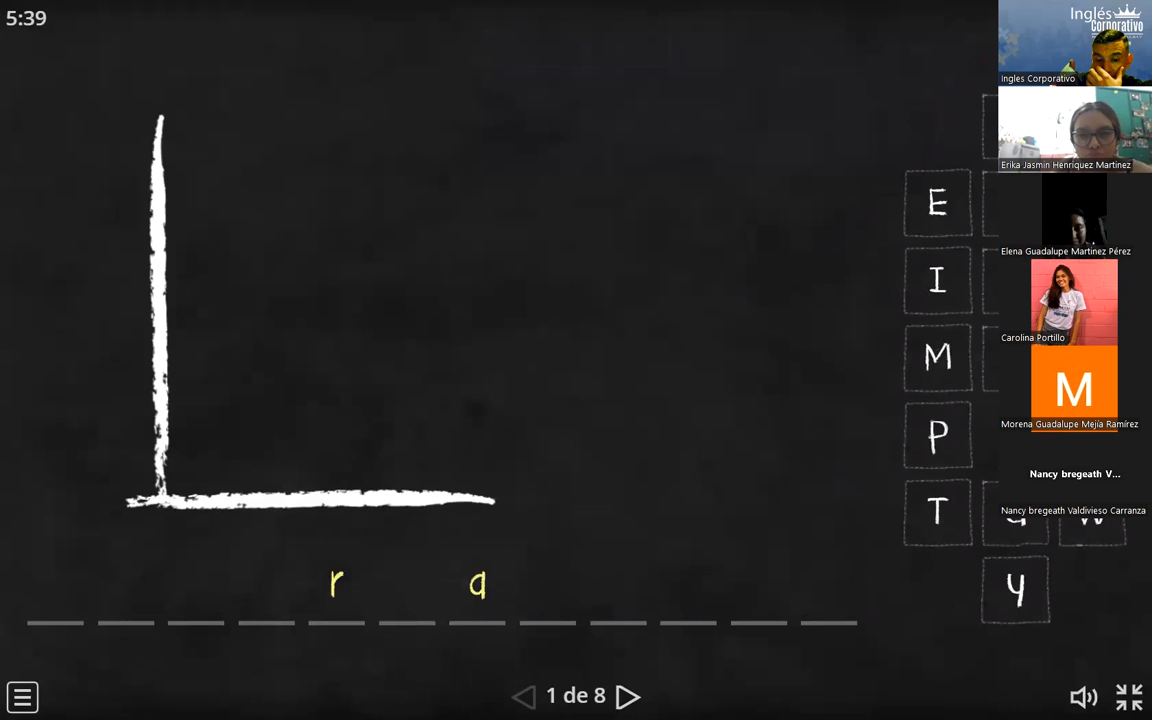 5:39
Inglés
Corporativo
Ingles Corporativo
Erika Jasmin Henriquez Martinez
E
Elena Guadalupe Martinez Pérez
I
Carolina Portillo
M
M
Morena Guadalupe Mejía Ramírez
P
Nancy bregeath V...
Nancy bregeath Valdivieso Carranza
T
r a
y
1 de 8